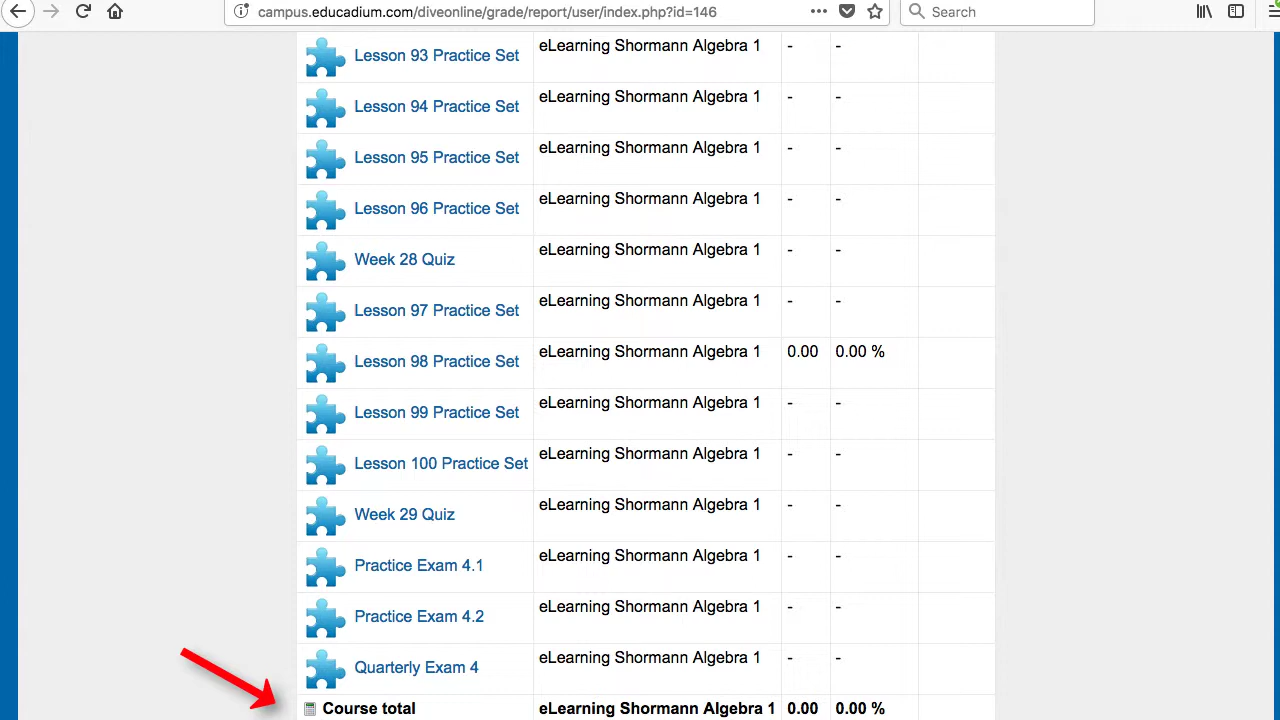 campus.educadium.com/diveonline/grade/report/user/index.php?id=146 Search
Lesson 93 Practice Set eLearning Shormann Algebra 1 - -
Lesson 94 Practice Set eLearning Shormann Algebra 1 - -
Lesson 95 Practice Set eLearning Shormann Algebra 1 - -
Lesson 96 Practice Set eLearning Shormann Algebra 1 - -
Week 28 Quiz eLearning Shormann Algebra 1 - -
Lesson 97 Practice Set eLearning Shormann Algebra 1 - -
Lesson 98 Practice Set eLearning Shormann Algebra 1 0.00 0.00 %
Lesson 99 Practice Set eLearning Shormann Algebra 1 - -
Lesson 100 Practice Set eLearning Shormann Algebra 1 - -
Week 29 Quiz eLearning Shormann Algebra 1 - -
Practice Exam 4.1 eLearning Shormann Algebra 1 - -
Practice Exam 4.2 eLearning Shormann Algebra 1 - -
Quarterly Exam 4 eLearning Shormann Algebra 1 - -
Course total eLearning Shormann Algebra 1 0.00 0.00 %